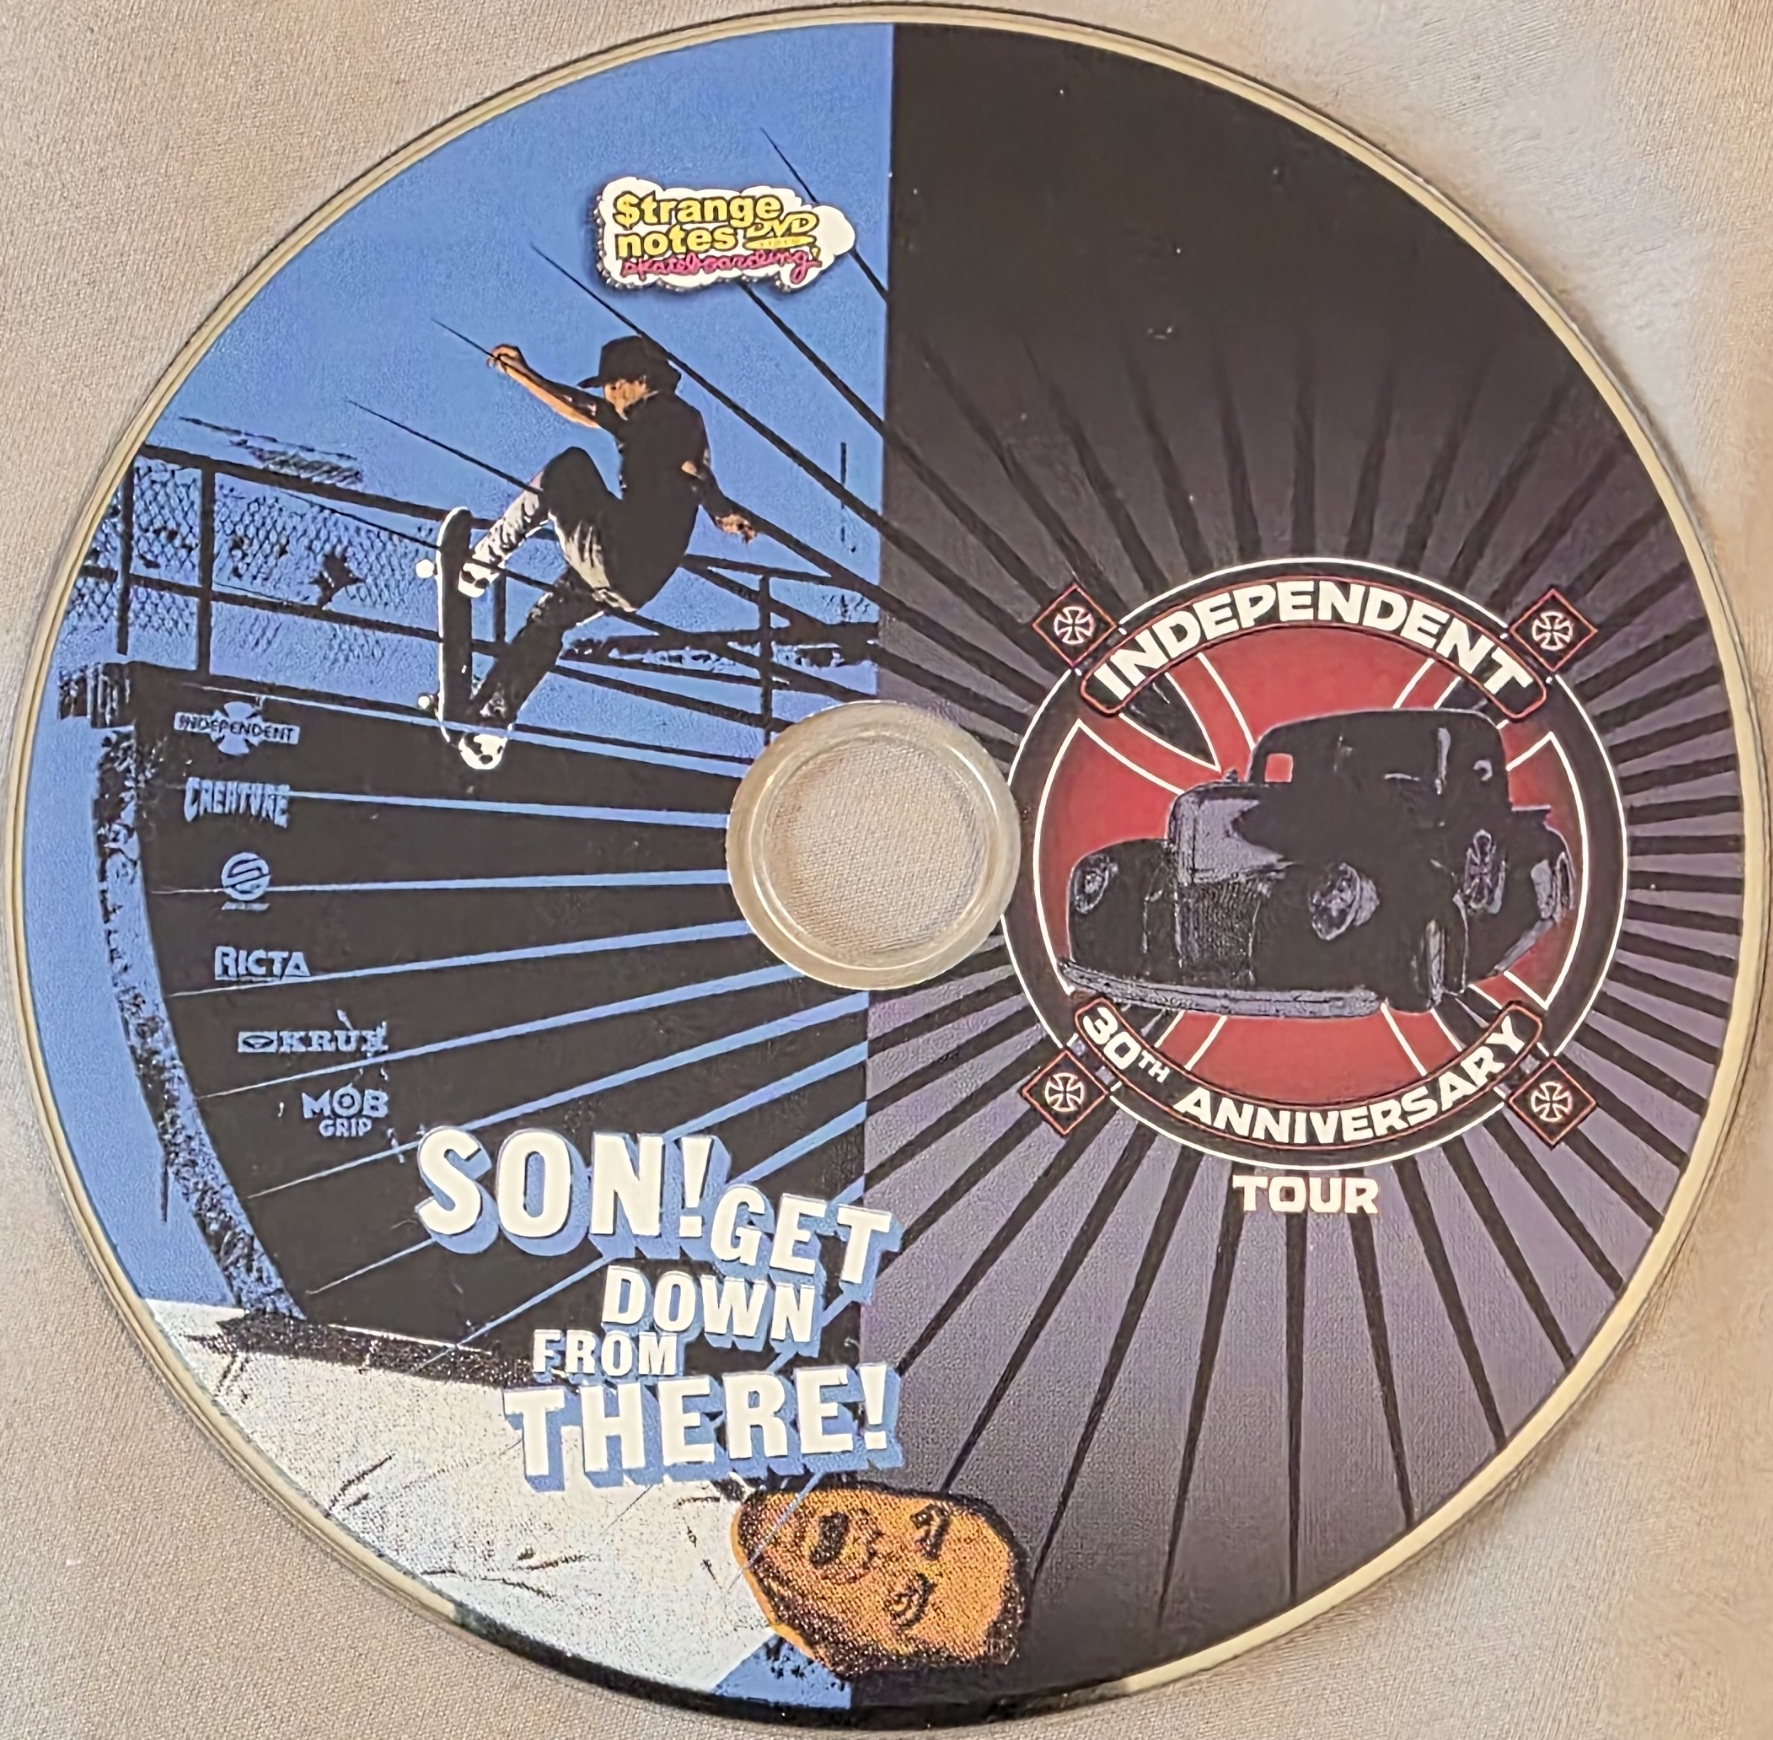 $trange
notes DVD
VIDEO
skateboarding
INDEPENDENT
CREATURE
RICTA
KRUX
MOB
GRIP
SON! GET
DOWN
FROM
THERE!
INDEPENDENT
30TH ANNIVERSARY
TOUR